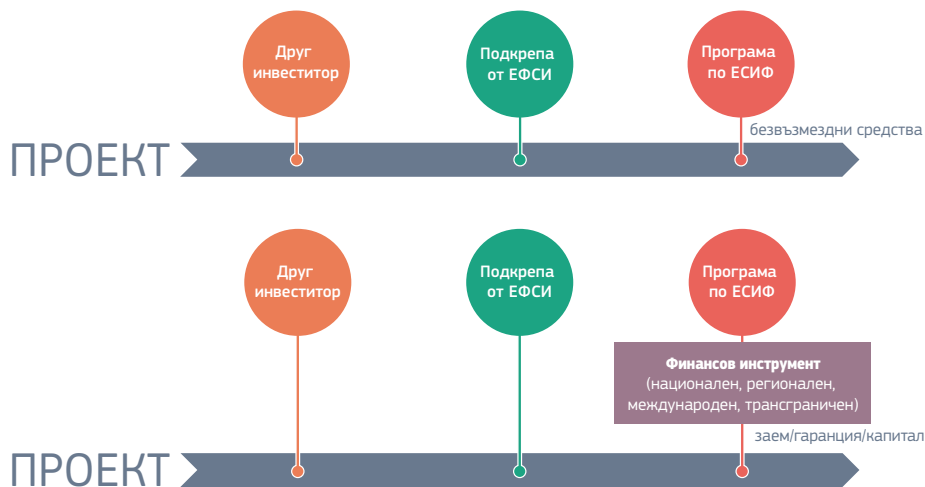 Друг
инвеститор
Подкрепа
от ЕФСИ
Програма
по ЕСИФ
безвъзмездни средства
ПРОЕКТ
Друг
инвеститор
Подкрепа
от ЕФСИ
Програма
по ЕСИФ
Финансов инструмент
(национален, регионален,
международен, трансграничен)
заем/гаранция/капитал
ПРОЕКТ